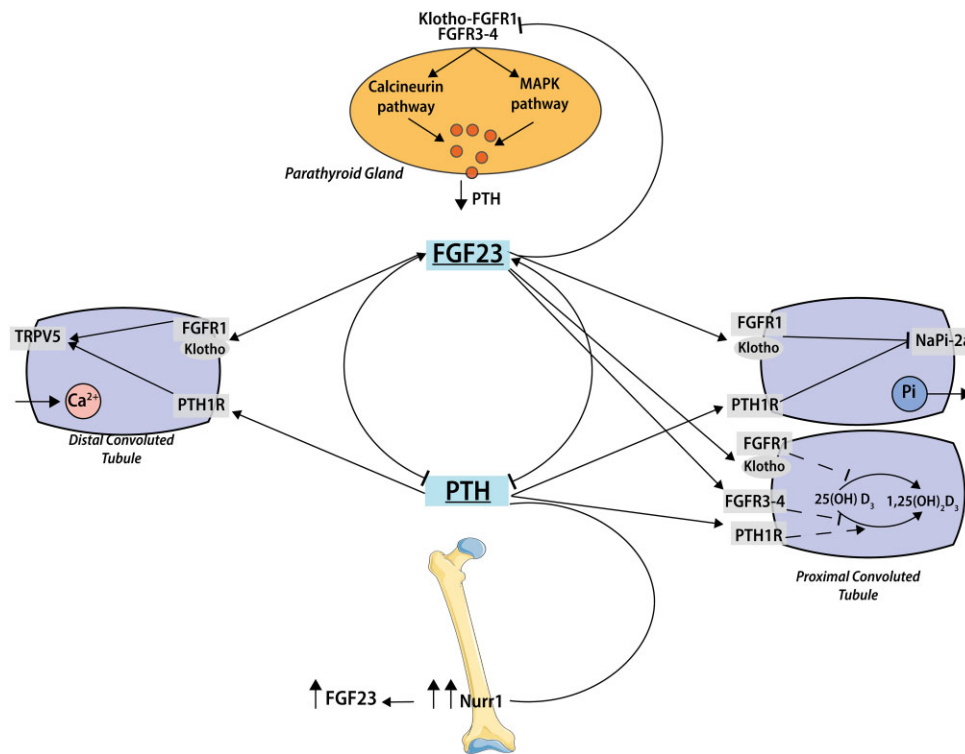 Klotho-FGFR1
FGFR3-4
Calcineurin
pathway
MAPK
pathway
Parathyroid Gland
PTH
FGF23
TRPV5
FGFR1
Klotho
Ca²⁺
PTH1R
Distal Convoluted
Tubule
FGFR1
Klotho
NaPi-2a
PTH1R
Pi
FGFR1
Klotho
FGFR3-4
25(OH) D₃
1,25(OH)₂D₃
PTH1R
Proximal Convoluted
Tubule
PTH
FGF23
Nurr1